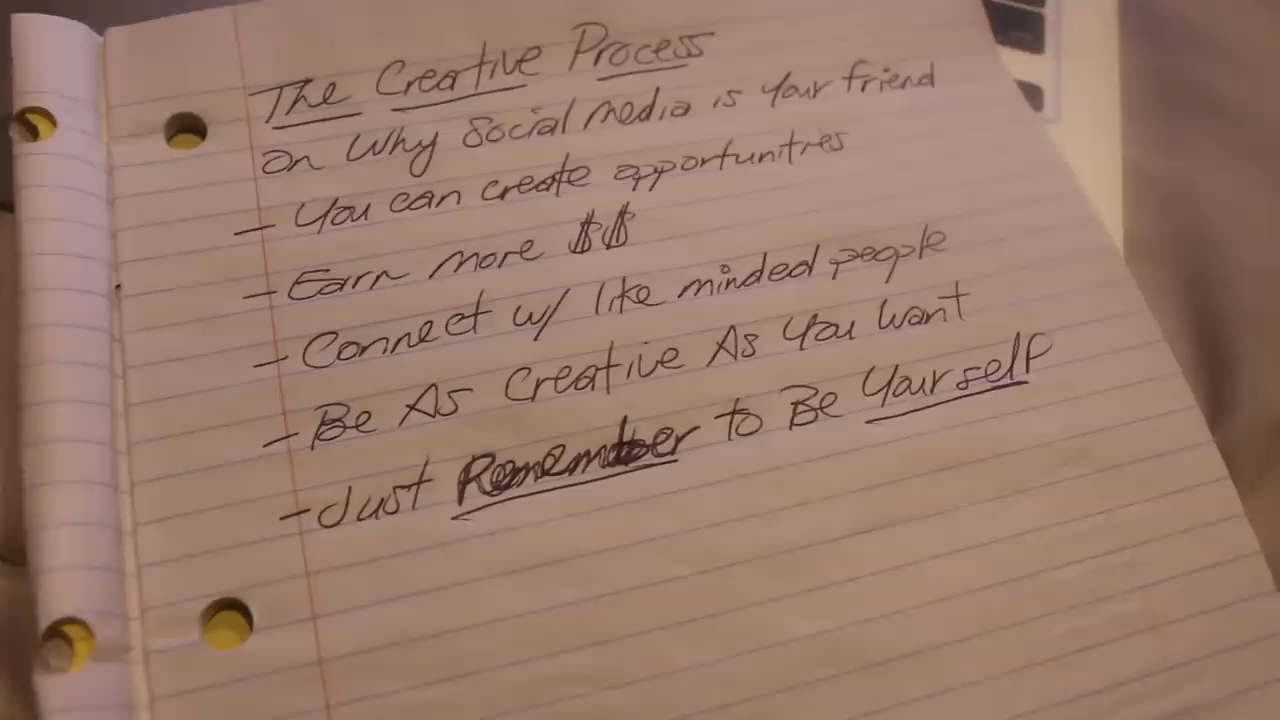 The Creative Process
on Why Social media is Your friend
- You can create opportunities
- Earn more $$
- Connect w/ like minded people
- Be As Creative As You Want
- Just Remember to Be Yourself